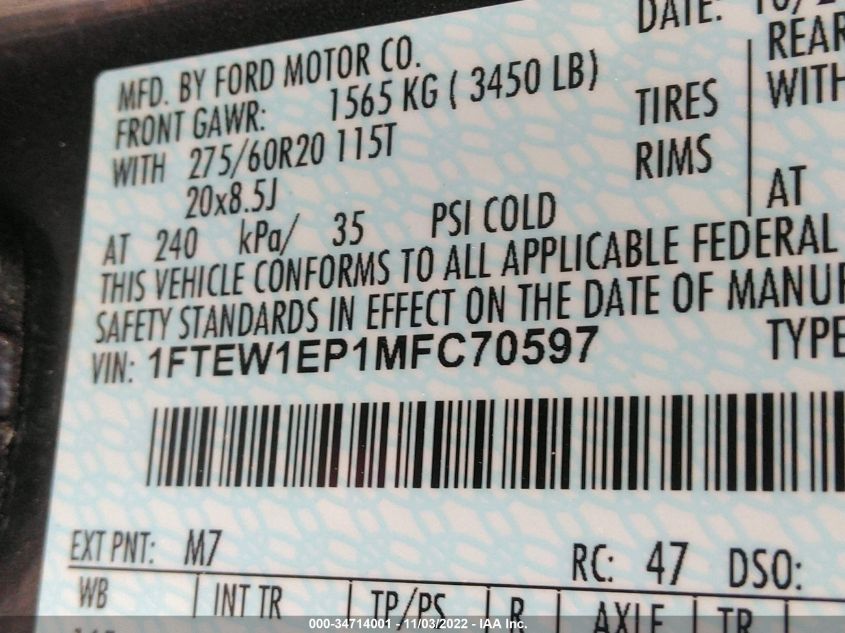 DATE: 10/2
MFD. BY FORD MOTOR CO.
FRONT GAWR: 1565 KG ( 3450 LB)
REAR
WITH 275/60R20 115T TIRES
WITH
20x8.5J RIMS
AT 240 kPa/ 35 PSI COLD
AT
THIS VEHICLE CONFORMS TO ALL APPLICABLE FEDERAL
SAFETY STANDARDS IN EFFECT ON THE DATE OF MANUF
VIN: 1FTEW1EP1MFC70597
TYPE
EXT PNT: M7 RC: 47 DSO:
WB INT TR TP/PS R AXLE TR
000-34714001 - 11/03/2022 - IAA Inc.